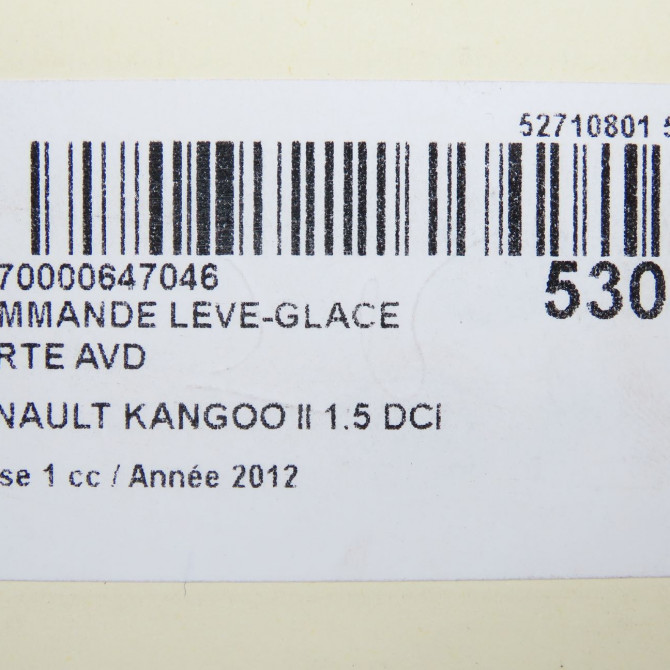 52710801 5
70000647046
530
MMANDE LEVE-GLACE
RTE AVD
NAULT KANGOO II 1.5 DCI
se 1 cc / Année 2012